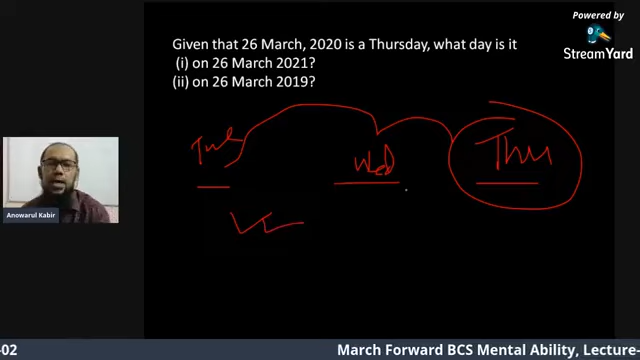 Powered by
StreamYard
Given that 26 March, 2020 is a Thursday, what day is it
(i) on 26 March 2021?
(ii) on 26 March 2019?
Tues
Wed
Thu
Anowarul Kabir
-02
March Forward BCS Mental Ability, Lecture-